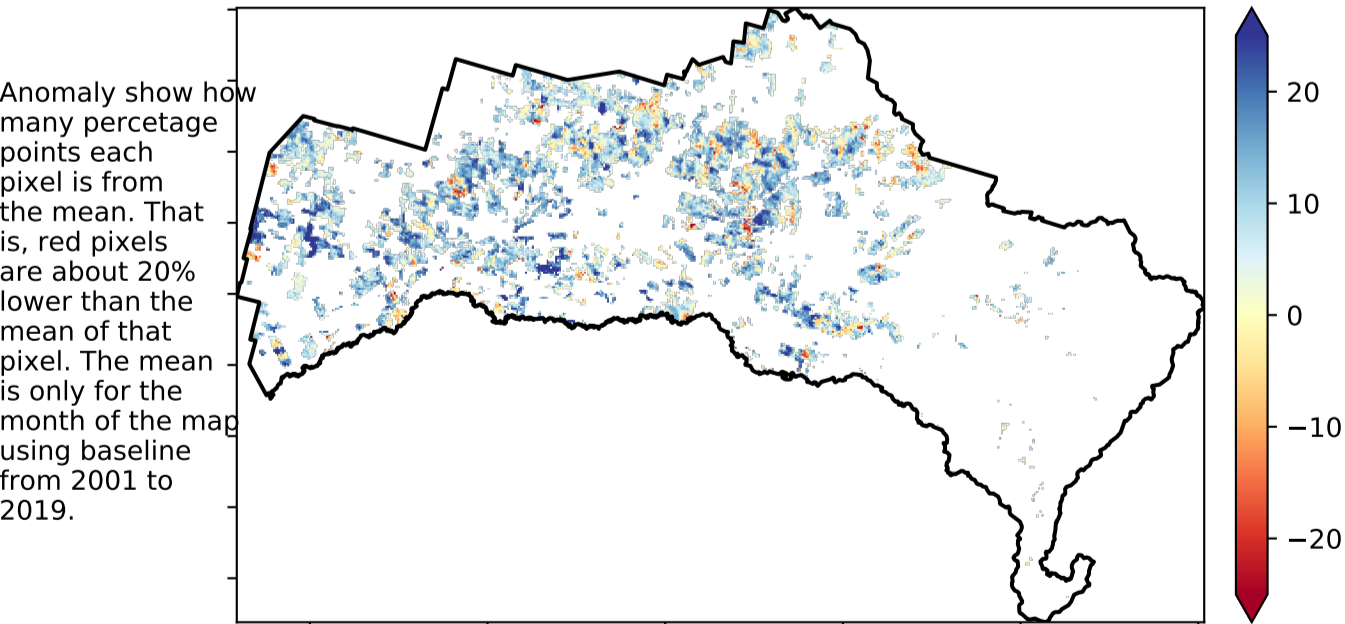 Anomaly show how
many percetage
points each
pixel is from
the mean. That
is, red pixels
are about 20%
lower than the
mean of that
pixel. The mean
is only for the
month of the map
using baseline
from 2001 to
2019.
20
10
0
−10
−20